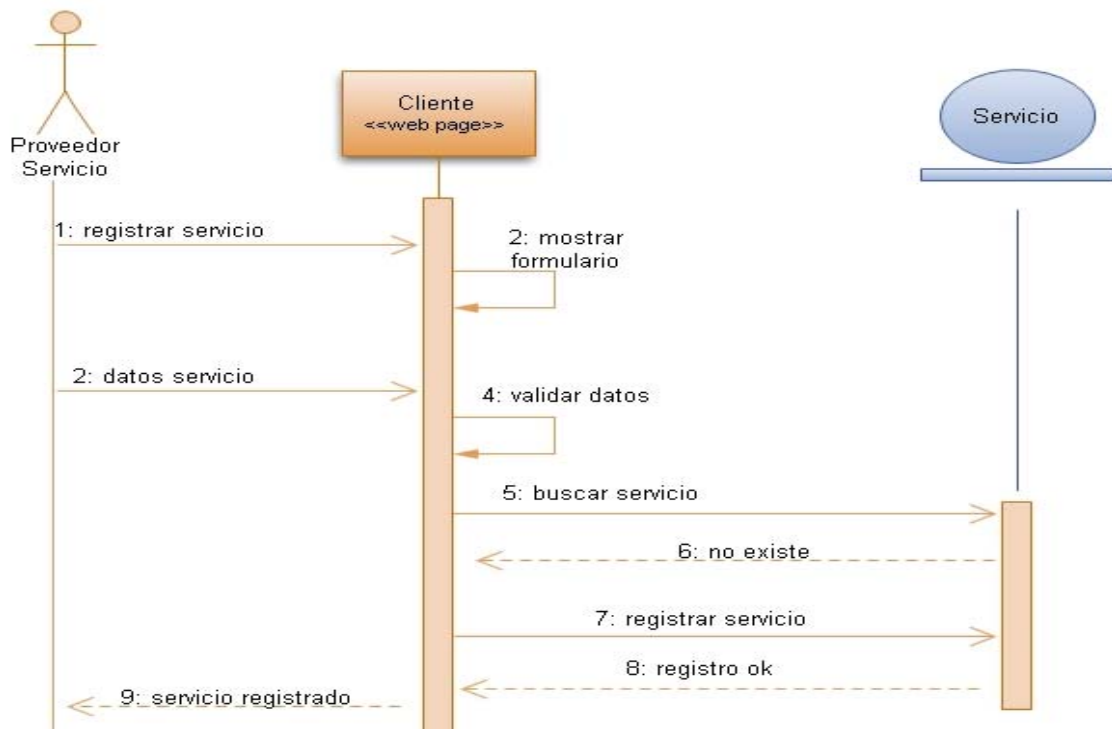 Proveedor
Servicio
Cliente
<<web page>>
Servicio
1: registrar servicio
2: mostrar
formulario
2: datos servicio
4: validar datos
5: buscar servicio
6: no existe
7: registrar servicio
8: registro ok
9: servicio registrado